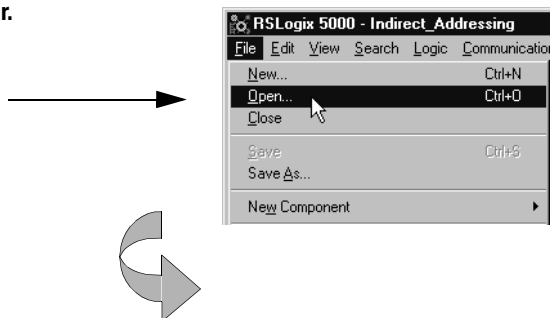 r.
RSLogix 5000 - Indirect_Addressing
File Edit View Search Logic Communication
New... Ctrl+N
Open... Ctrl+O
Close
Save Ctrl+S
Save As...
New Component